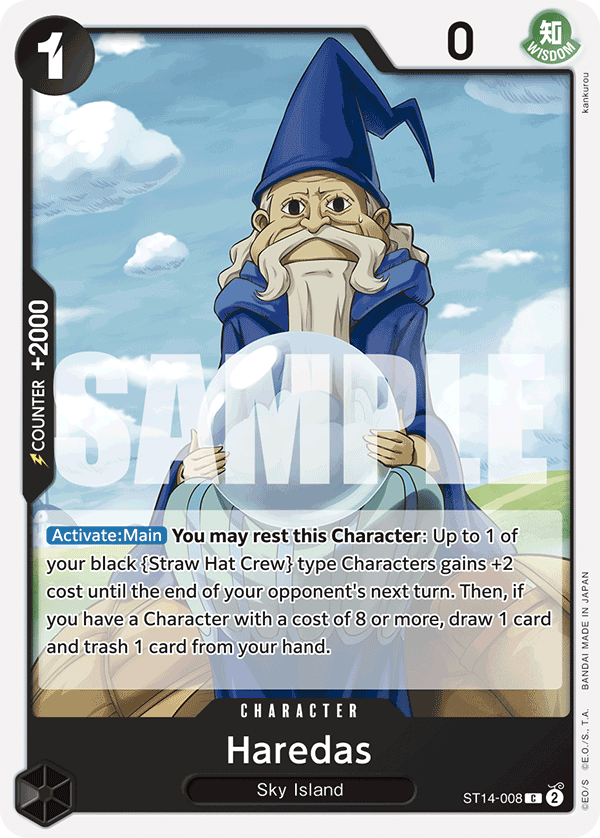 1
0
知
WISDOM
kankurou
COUNTER +2000
SAMPLE
Activate:Main You may rest this Character: Up to 1 of
your black {Straw Hat Crew} type Characters gains +2
cost until the end of your opponent's next turn. Then, if
you have a Character with a cost of 8 or more, draw 1 card
and trash 1 card from your hand.
CHARACTER
Haredas
Sky Island
ST14-008 C 2
©EO/S ©E.O./S., T.A. BANDAI MADE IN JAPAN